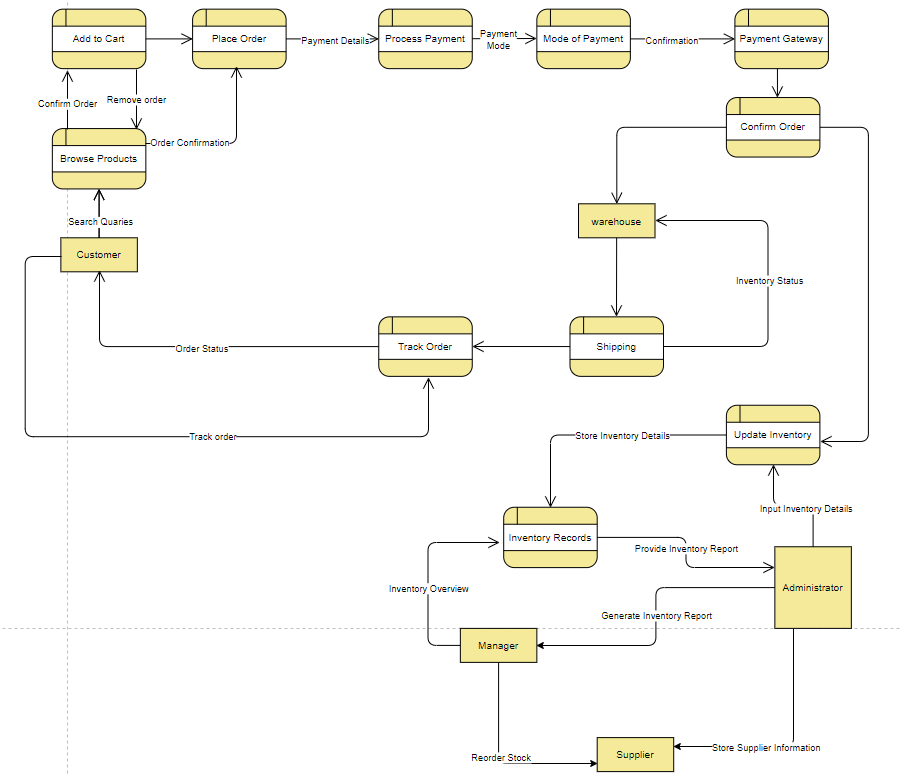 Add to Cart
Place Order
Payment Details
Process Payment
Payment
Mode
Mode of Payment
Confirmation
Payment Gateway
Confirm Order
Remove order
Confirm Order
Order Confirmation
Browse Products
Search Quaries
warehouse
Customer
Inventory Status
Order Status
Track Order
Shipping
Track order
Store Inventory Details
Update Inventory
Input Inventory Details
Inventory Records
Provide Inventory Report
Inventory Overview
Administrator
Generate Inventory Report
Manager
Reorder Stock
Supplier
Store Supplier Information